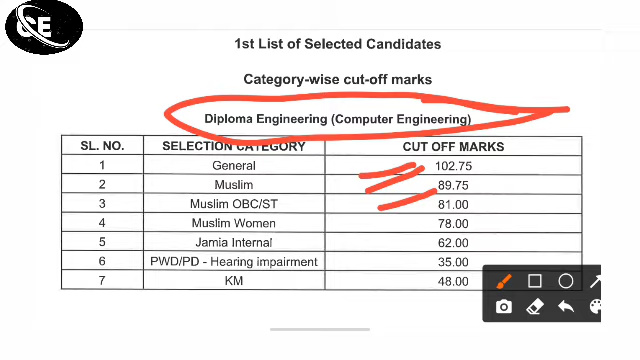 CE
1st List of Selected Candidates
Category-wise cut-off marks
Diploma Engineering (Computer Engineering)
SL. NO. SELECTION CATEGORY CUT OFF MARKS
1 General 102.75
2 Muslim 89.75
3 Muslim OBC/ST 81.00
4 Muslim Women 78.00
5 Jamia Internal 62.00
6 PWD/PD - Hearing impairment 35.00
7 KM 48.00